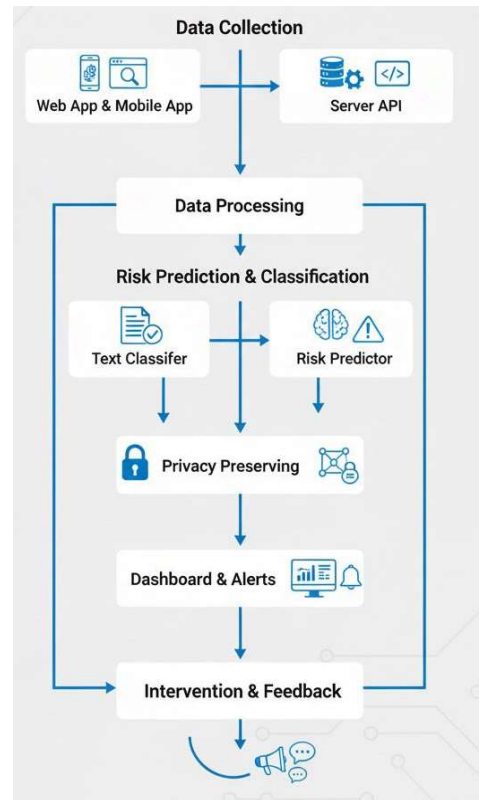 Data Collection
Web App & Mobile App
</>
Server API
Data Processing
Risk Prediction & Classification
Text Classifer
Risk Predictor
Privacy Preserving
Dashboard & Alerts
Intervention & Feedback